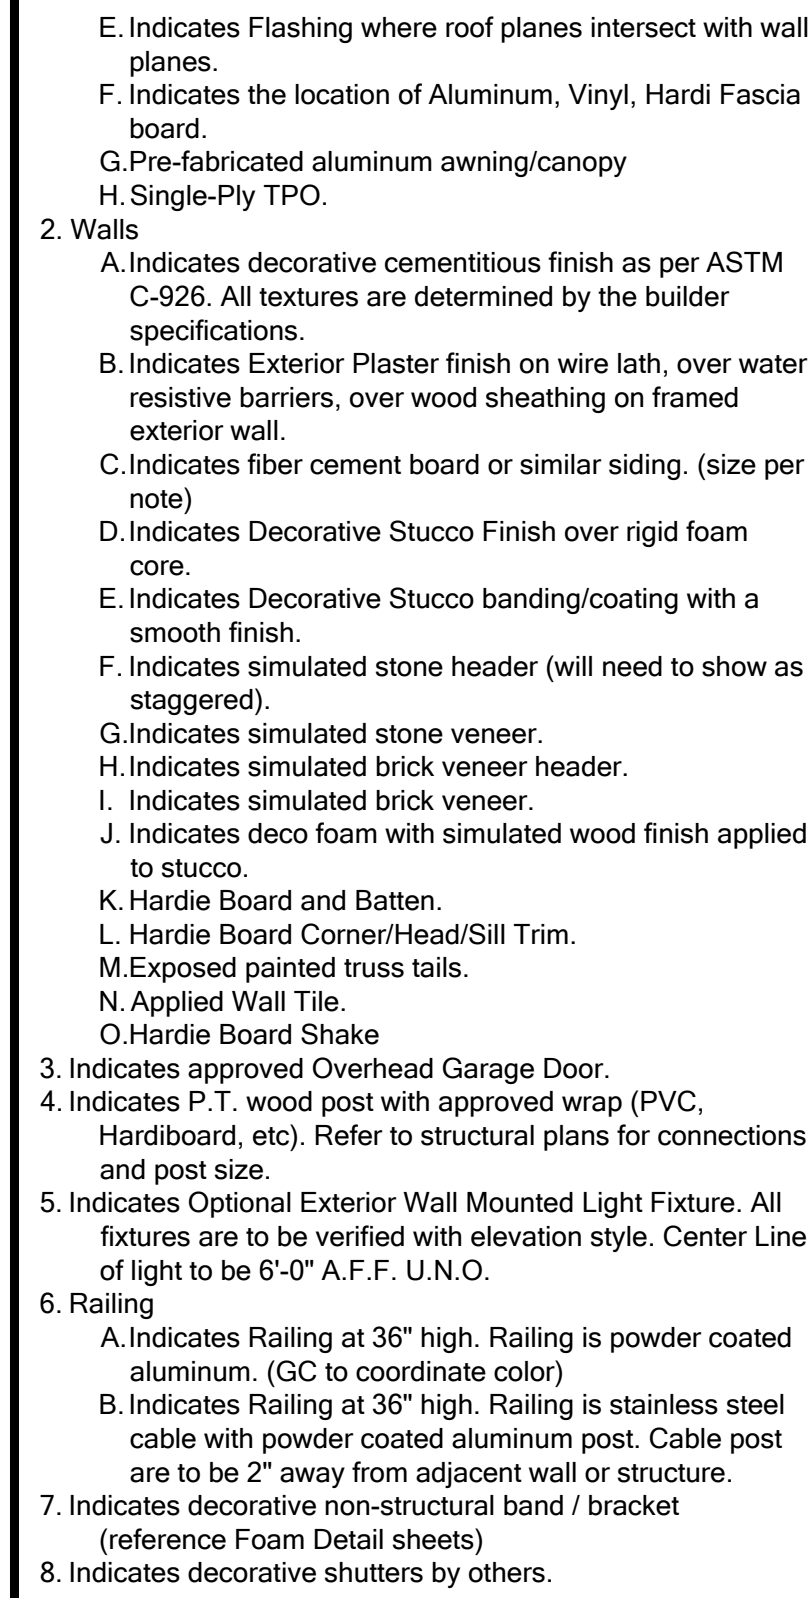 E. Indicates Flashing where roof planes intersect with wall
planes.
F. Indicates the location of Aluminum, Vinyl, Hardi Fascia
board.
G.Pre-fabricated aluminum awning/canopy
H. Single-Ply TPO.
2. Walls
A.Indicates decorative cementitious finish as per ASTM
C-926. All textures are determined by the builder
specifications.
B. Indicates Exterior Plaster finish on wire lath, over water
resistive barriers, over wood sheathing on framed
exterior wall.
C.Indicates fiber cement board or similar siding. (size per
note)
D.Indicates Decorative Stucco Finish over rigid foam
core.
E. Indicates Decorative Stucco banding/coating with a
smooth finish.
F. Indicates simulated stone header (will need to show as
staggered).
G.Indicates simulated stone veneer.
H.Indicates simulated brick veneer header.
I. Indicates simulated brick veneer.
J. Indicates deco foam with simulated wood finish applied
to stucco.
K. Hardie Board and Batten.
L. Hardie Board Corner/Head/Sill Trim.
M.Exposed painted truss tails.
N. Applied Wall Tile.
O.Hardie Board Shake
3. Indicates approved Overhead Garage Door.
4. Indicates P.T. wood post with approved wrap (PVC,
Hardiboard, etc). Refer to structural plans for connections
and post size.
5. Indicates Optional Exterior Wall Mounted Light Fixture. All
fixtures are to be verified with elevation style. Center Line
of light to be 6'-0" A.F.F. U.N.O.
6. Railing
A.Indicates Railing at 36" high. Railing is powder coated
aluminum. (GC to coordinate color)
B. Indicates Railing at 36" high. Railing is stainless steel
cable with powder coated aluminum post. Cable post
are to be 2" away from adjacent wall or structure.
7. Indicates decorative non-structural band / bracket
(reference Foam Detail sheets)
8. Indicates decorative shutters by others.